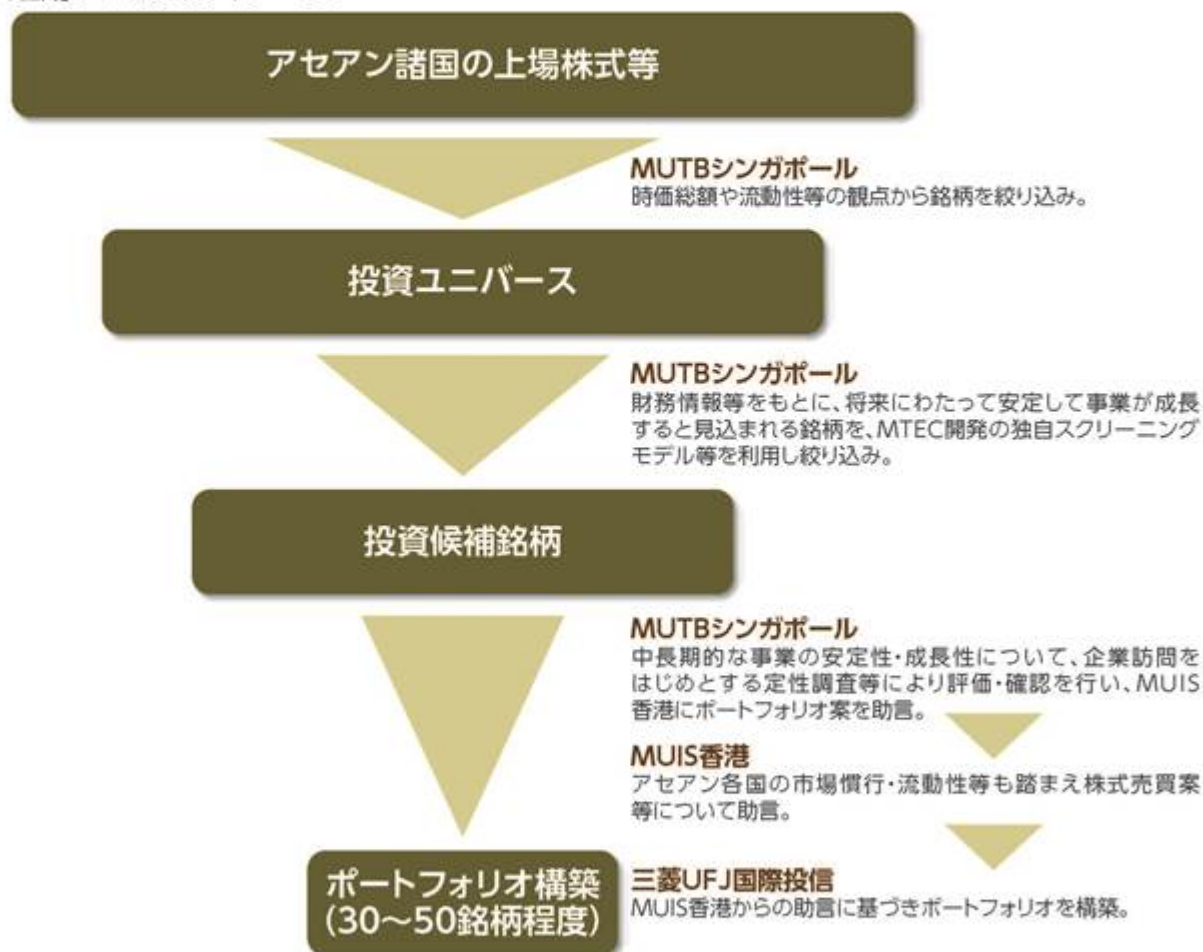 アセアン諸国の上場株式等
MUTBシンガポール
時価総額や流動性等の観点から銘柄を絞り込み。
投資ユニバース
MUTBシンガポール
財務情報等をもとに、将来にわたって安定して事業が成長
すると見込まれる銘柄を、MTEC開発の独自スクリーニング
モデル等を利用し絞り込み。
投資候補銘柄
MUTBシンガポール
中長期的な事業の安定性・成長性について、企業訪問を
はじめとする定性調査等により評価・確認を行い、MUIS
香港にポートフォリオ案を助言。
MUIS香港
アセアン各国の市場慣行・流動性等も踏まえ株式売買案
等について助言。
ポートフォリオ構築
(30〜50銘柄程度)
三菱UFJ国際投信
MUIS香港からの助言に基づきポートフォリオを構築。